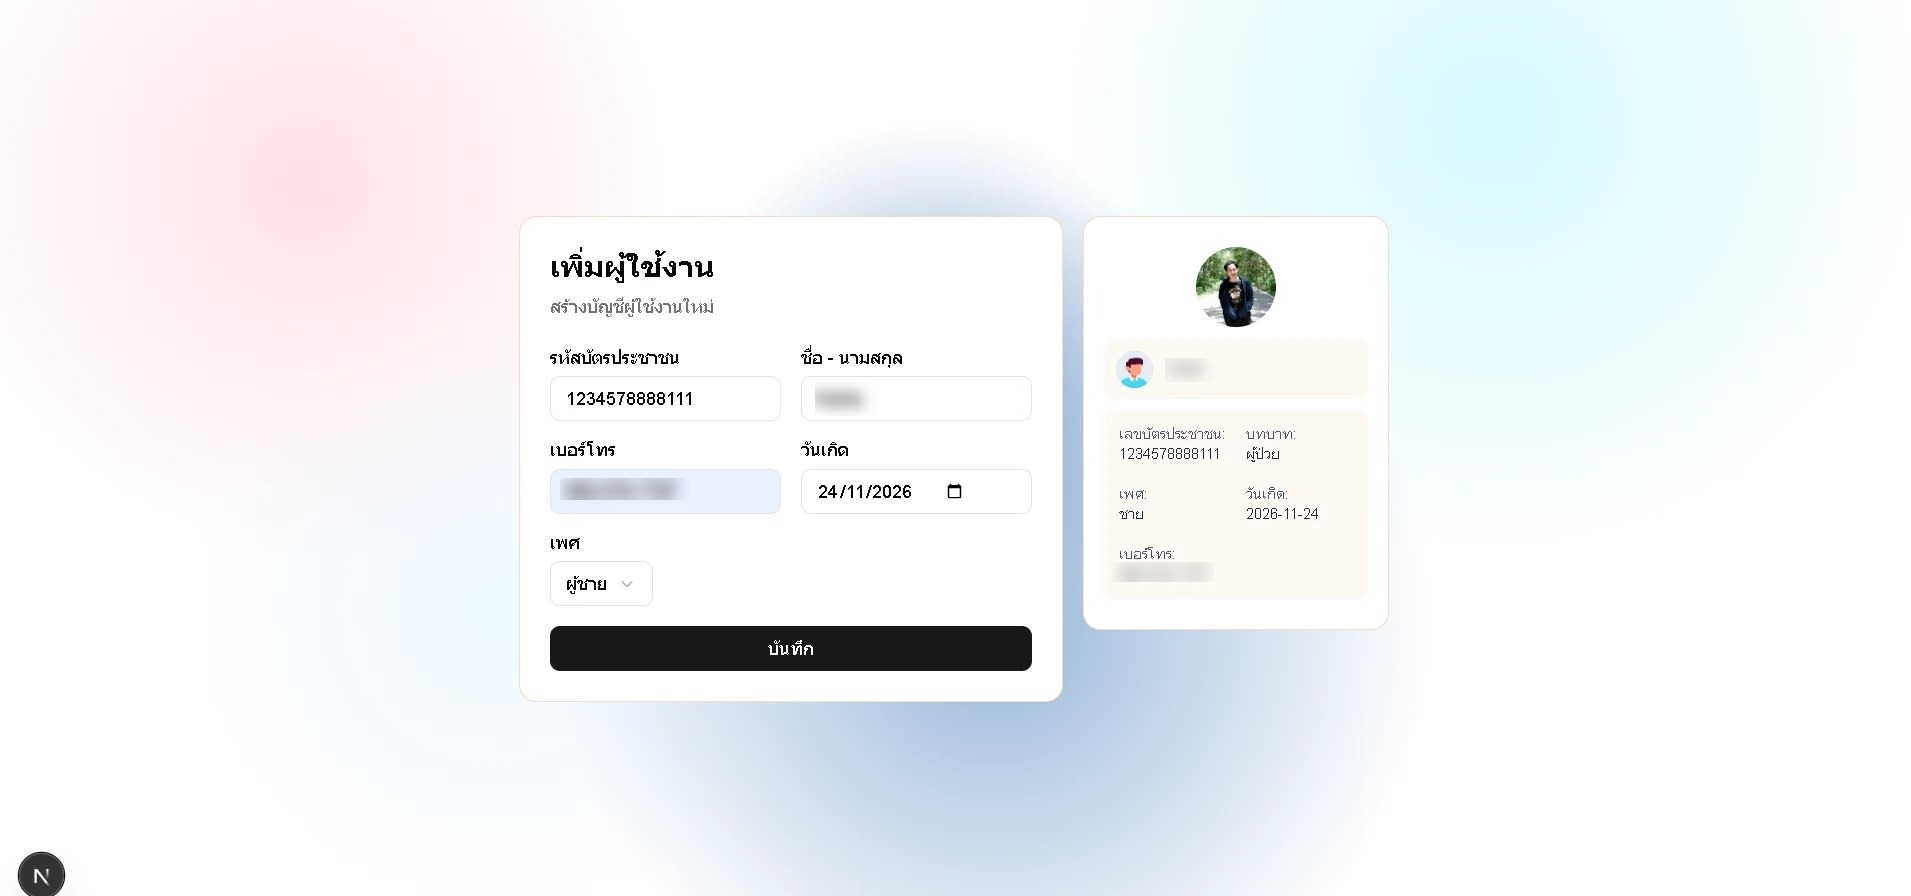 เพิ่มผู้ใช้งาน
สร้างบัญชีผู้ใช้งานใหม่
รหัสบัตรประชาชน
1234578888111
ชื่อ - นามสกุล
เบอร์โทร
วันเกิด
24/11/2026
เพศ
ผู้ชาย
บันทึก
เลขบัตรประชาชน:
1234578888111
บทบาท:
ผู้ป่วย
เพศ:
ชาย
วันเกิด:
2026-11-24
เบอร์โทร:
N